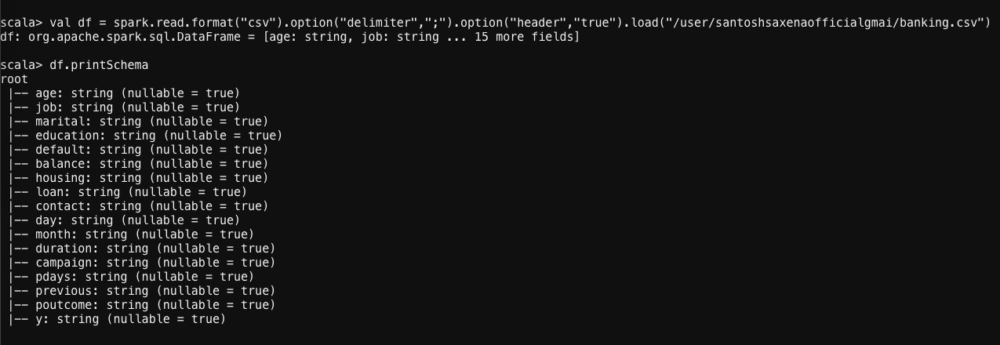 scala> val df = spark.read.format("csv").option("delimiter",";").option("header","true").load("/user/santoshsaxenaofficialgmai/banking.csv")
df: org.apache.spark.sql.DataFrame = [age: string, job: string ... 15 more fields]
scala> df.printSchema
root
 |-- age: string (nullable = true)
 |-- job: string (nullable = true)
 |-- marital: string (nullable = true)
 |-- education: string (nullable = true)
 |-- default: string (nullable = true)
 |-- balance: string (nullable = true)
 |-- housing: string (nullable = true)
 |-- loan: string (nullable = true)
 |-- contact: string (nullable = true)
 |-- day: string (nullable = true)
 |-- month: string (nullable = true)
 |-- duration: string (nullable = true)
 |-- campaign: string (nullable = true)
 |-- pdays: string (nullable = true)
 |-- previous: string (nullable = true)
 |-- poutcome: string (nullable = true)
 |-- y: string (nullable = true)